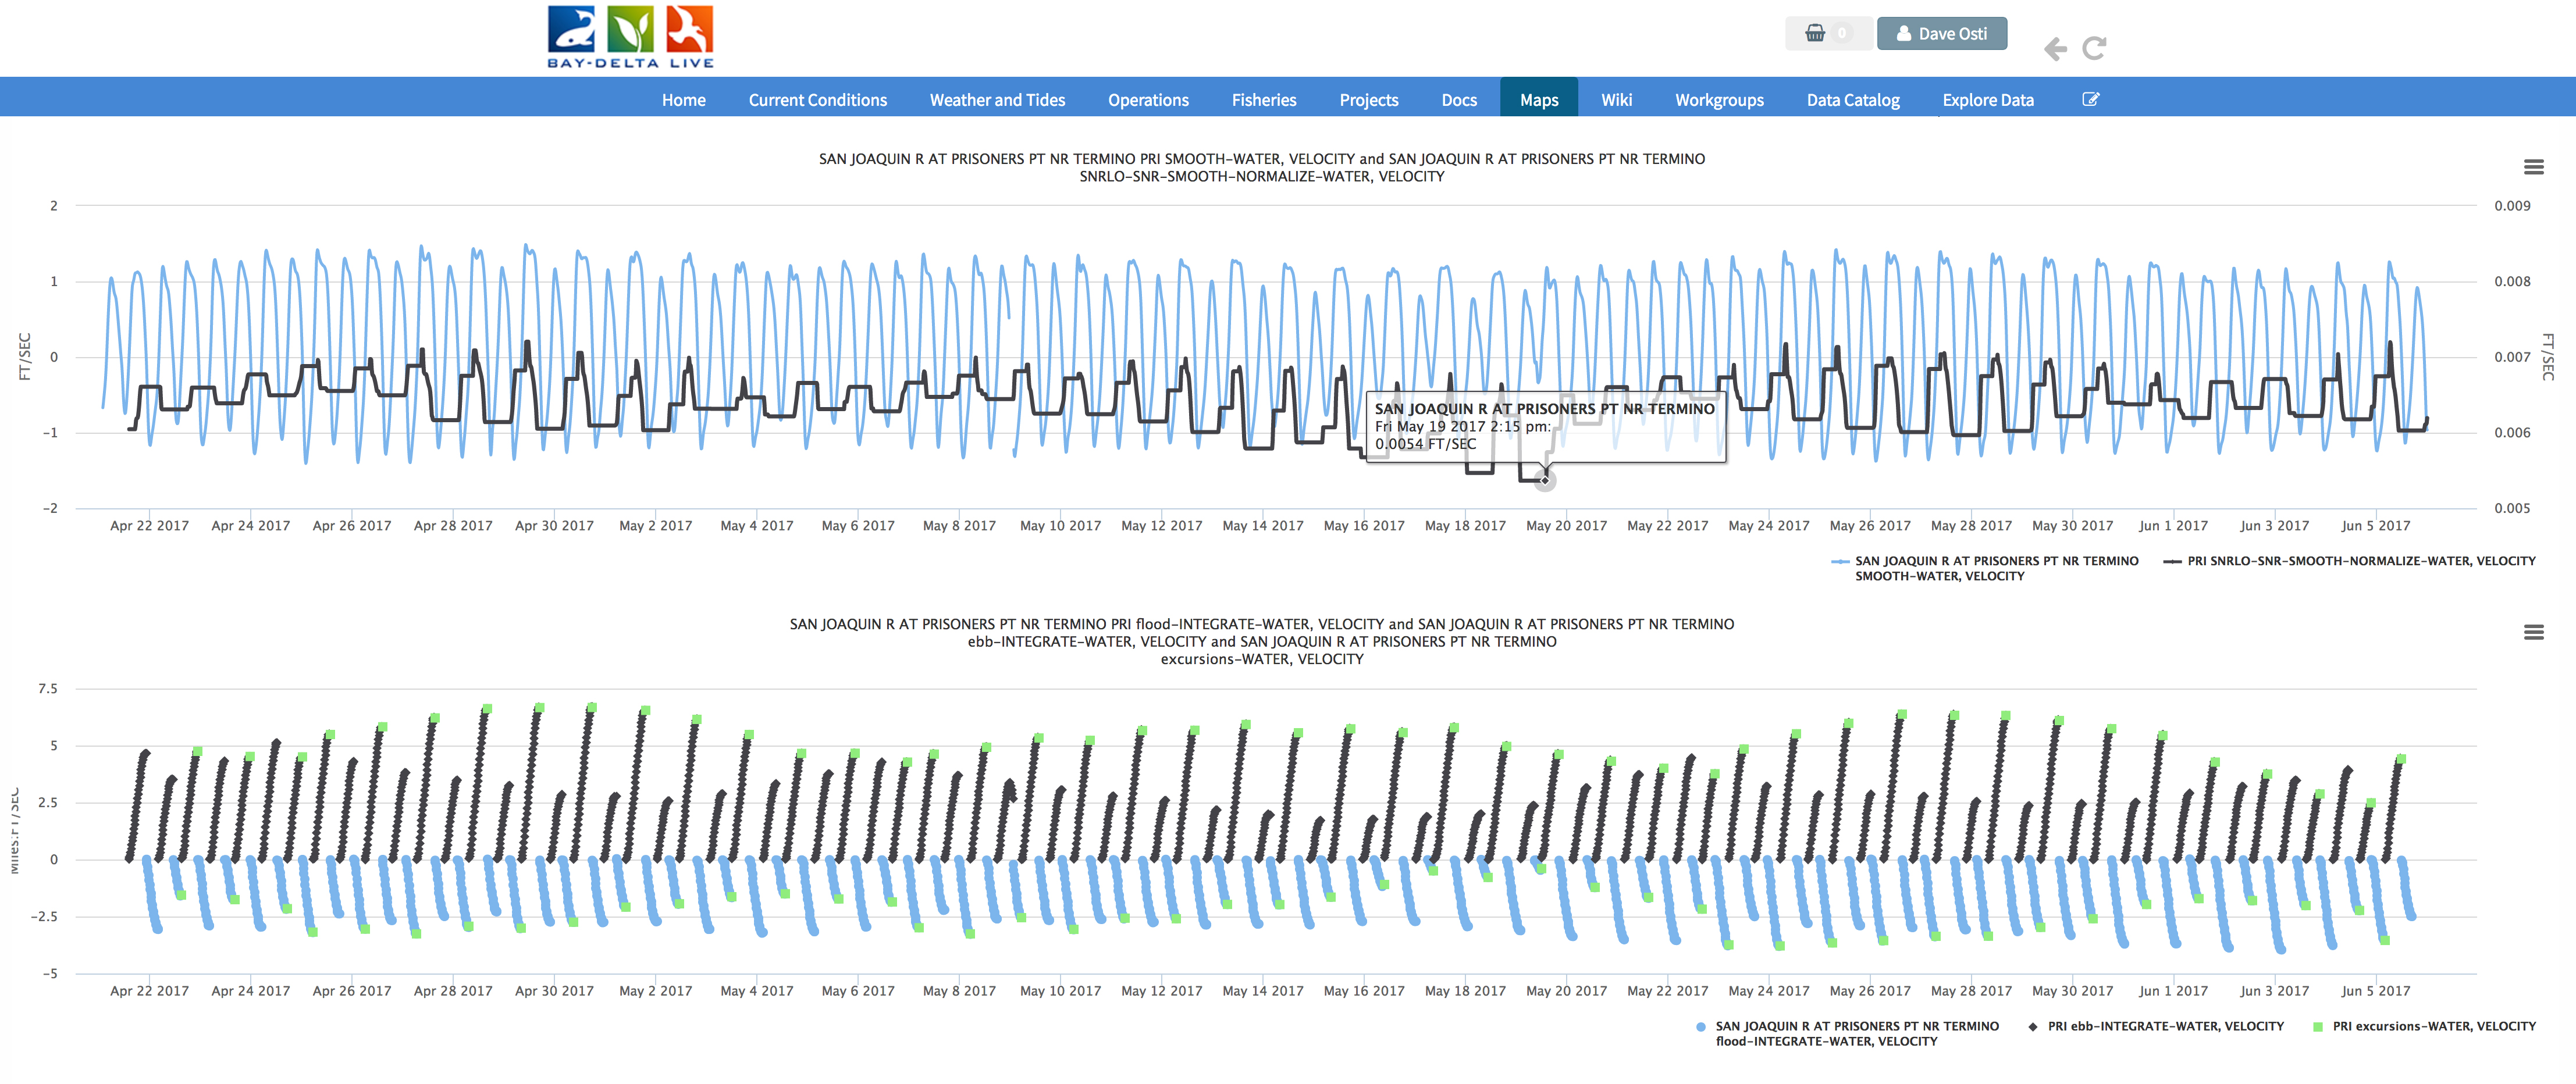 BAY-DELTA LIVE
0
Dave Osti
Home Current Conditions Weather and Tides Operations Fisheries Projects Docs Maps Wiki Workgroups Data Catalog Explore Data
SAN JOAQUIN R AT PRISONERS PT NR TERMINO PRI SMOOTH-WATER, VELOCITY and SAN JOAQUIN R AT PRISONERS PT NR TERMINO
SNRLO-SNR-SMOOTH-NORMALIZE-WATER, VELOCITY
2
1
0
-1
-2
FT/SEC
0.009
0.008
0.007
0.006
0.005
FT/SEC
SAN JOAQUIN R AT PRISONERS PT NR TERMINO
Fri May 19 2017 2:15 pm:
0.0054 FT/SEC
Apr 22 2017 Apr 24 2017 Apr 26 2017 Apr 28 2017 Apr 30 2017 May 2 2017 May 4 2017 May 6 2017 May 8 2017 May 10 2017 May 12 2017 May 14 2017 May 16 2017 May 18 2017 May 20 2017 May 22 2017 May 24 2017 May 26 2017 May 28 2017 May 30 2017 Jun 1 2017 Jun 3 2017 Jun 5 2017
SAN JOAQUIN R AT PRISONERS PT NR TERMINO
SMOOTH-WATER, VELOCITY
PRI SNRLO-SNR-SMOOTH-NORMALIZE-WATER, VELOCITY
SAN JOAQUIN R AT PRISONERS PT NR TERMINO PRI flood-INTEGRATE-WATER, VELOCITY and SAN JOAQUIN R AT PRISONERS PT NR TERMINO
ebb-INTEGRATE-WATER, VELOCITY and SAN JOAQUIN R AT PRISONERS PT NR TERMINO
excursions-WATER, VELOCITY
7.5
5
2.5
0
-2.5
-5
Apr 22 2017 Apr 24 2017 Apr 26 2017 Apr 28 2017 Apr 30 2017 May 2 2017 May 4 2017 May 6 2017 May 8 2017 May 10 2017 May 12 2017 May 14 2017 May 16 2017 May 18 2017 May 20 2017 May 22 2017 May 24 2017 May 26 2017 May 28 2017 May 30 2017 Jun 1 2017 Jun 3 2017 Jun 5 2017
SAN JOAQUIN R AT PRISONERS PT NR TERMINO
flood-INTEGRATE-WATER, VELOCITY
PRI ebb-INTEGRATE-WATER, VELOCITY
PRI excursions-WATER, VELOCITY